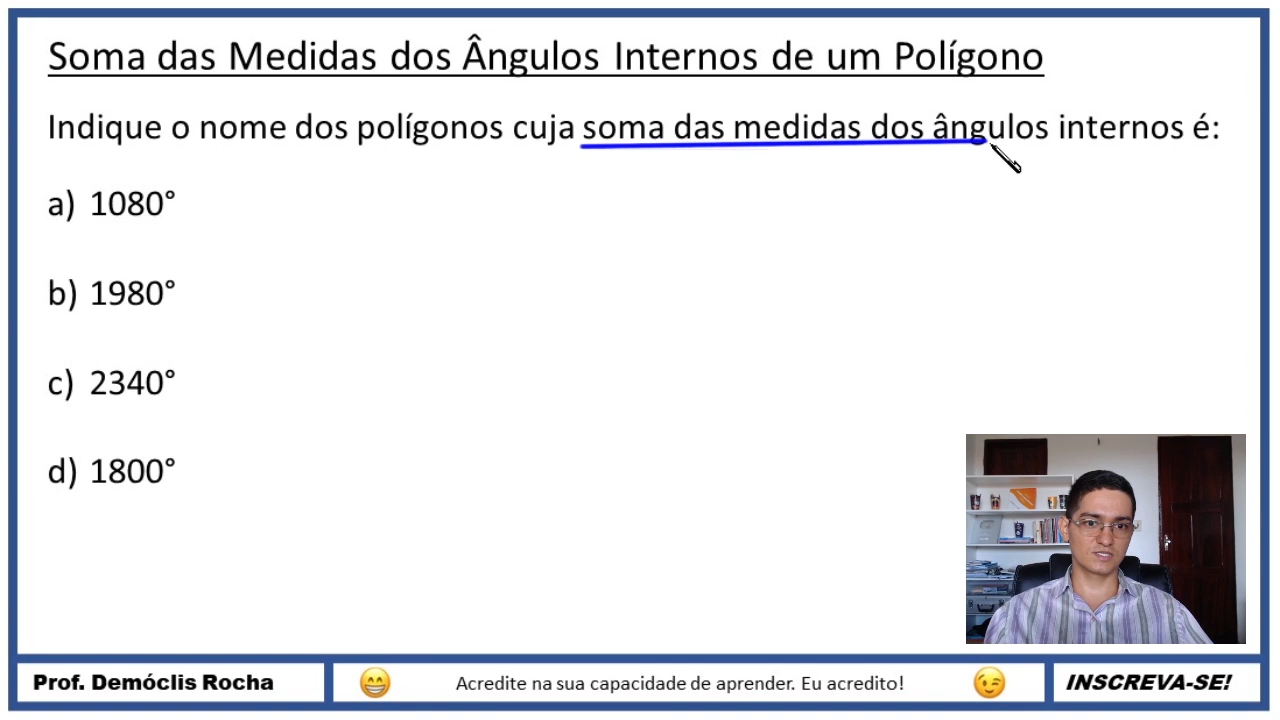 Soma das Medidas dos Ângulos Internos de um Polígono
Indique o nome dos polígonos cuja soma das medidas dos ângulos internos é:
a) 1080°
b) 1980°
c) 2340°
d) 1800°
Prof. Demóclis Rocha
Acredite na sua capacidade de aprender. Eu acredito!
INSCREVA-SE!